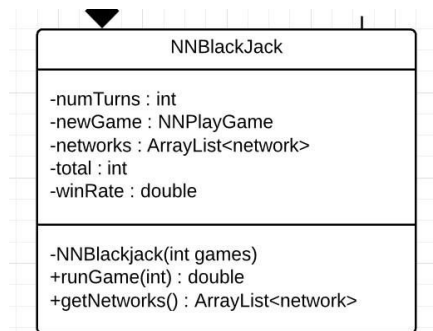 NNBlackJack
-numTurns : int
-newGame : NNPlayGame
-networks : ArrayList<network>
-total : int
-winRate : double
-NNBlackjack(int games)
+runGame(int) : double
+getNetworks() : ArrayList<network>